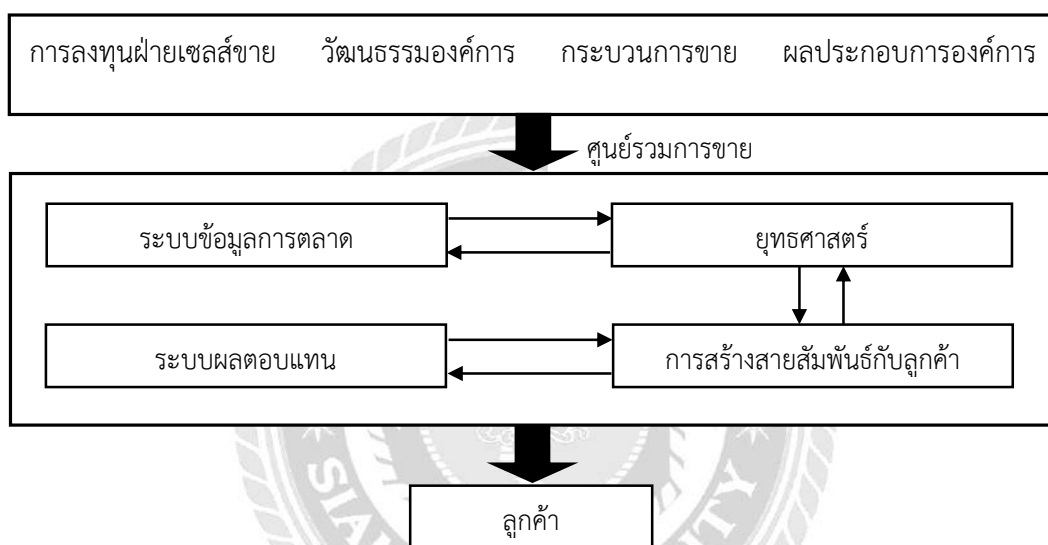 การลงทุนฝ่ายเซลส์ขาย วัฒนธรรมองค์การ กระบวนการขาย ผลประกอบการองค์การ
ศูนย์รวมการขาย
ระบบข้อมูลการตลาด ยุทธศาสตร์
ระบบผลตอบแทน การสร้างสายสัมพันธ์กับลูกค้า
ลูกค้า